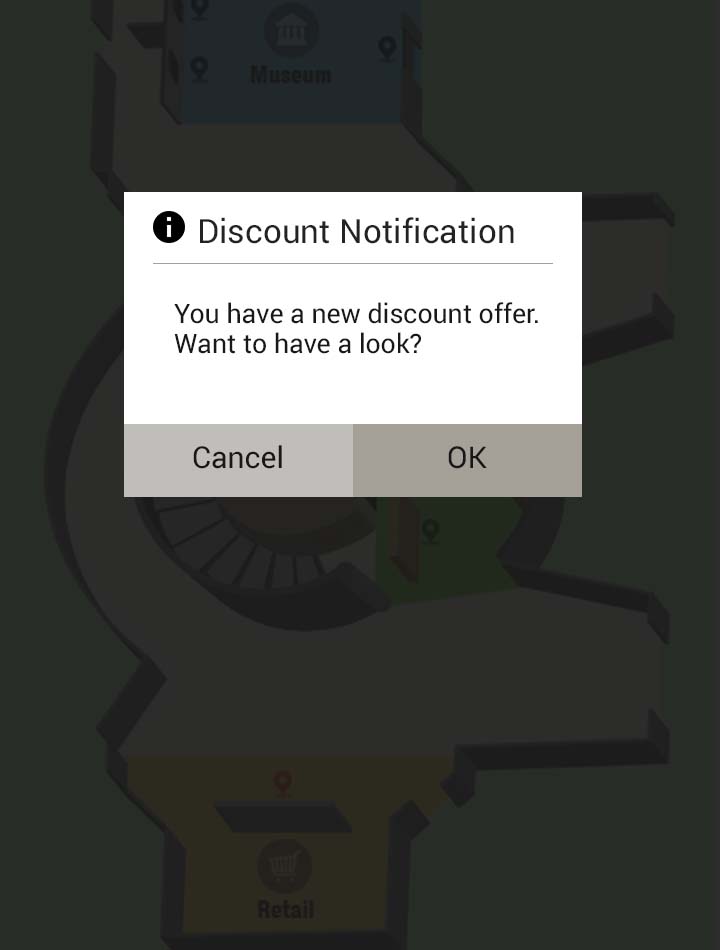 Museum
Discount Notification
You have a new discount offer.
Want to have a look?
Cancel
OK
Retail